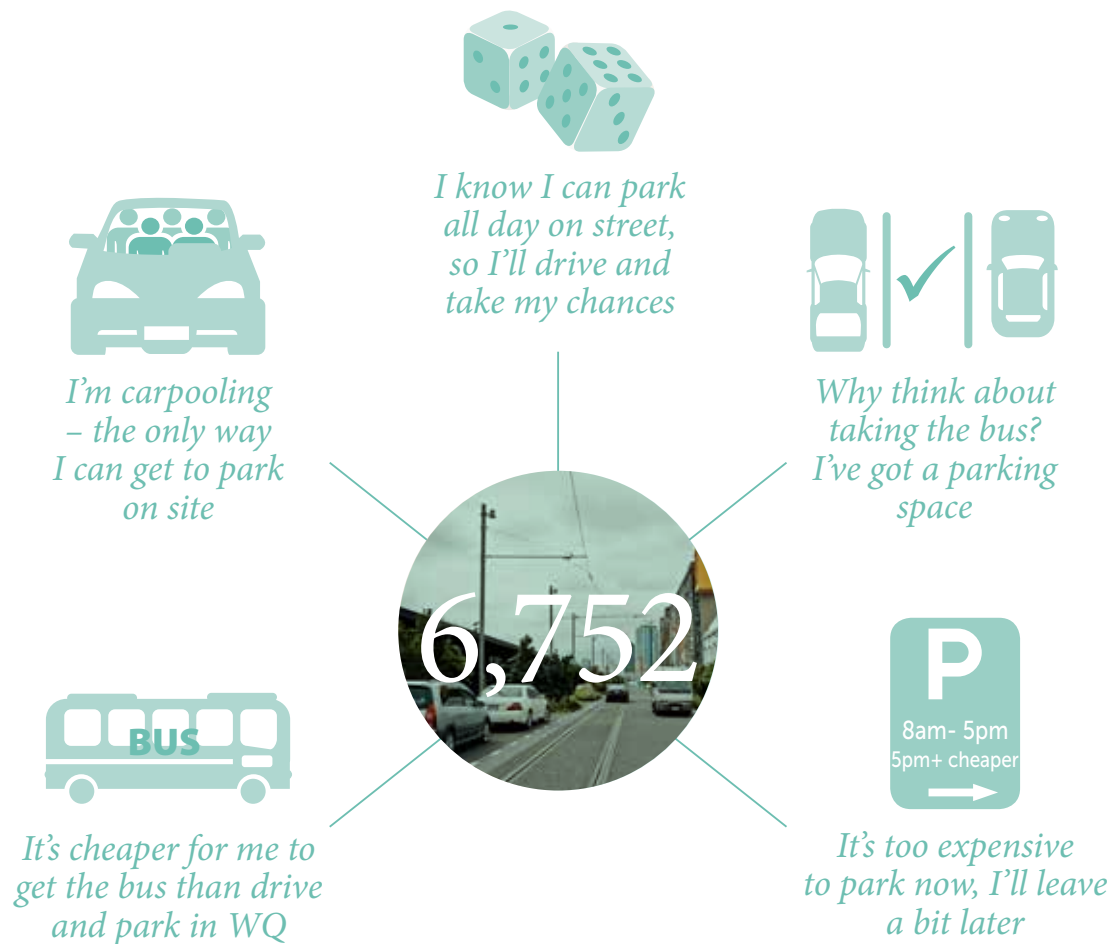 I know I can park
all day on street,
so I'll drive and
take my chances
I'm carpooling
– the only way
I can get to park
on site
Why think about
taking the bus?
I've got a parking
space
6,752
BUS
It's cheaper for me to
get the bus than drive
and park in WQ
P
8am- 5pm
5pm+ cheaper
It's too expensive
to park now, I'll leave
a bit later